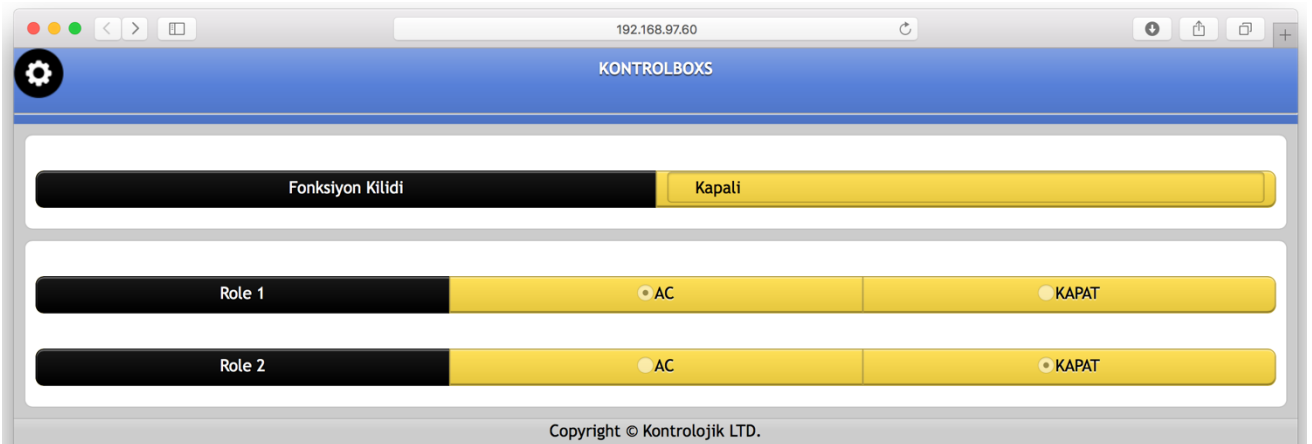 192.168.97.60
KONTROLBOXS
Fonksiyon Kilidi Kapali
Role 1 AC KAPAT
Role 2 AC KAPAT
Copyright © Kontrolojik LTD.